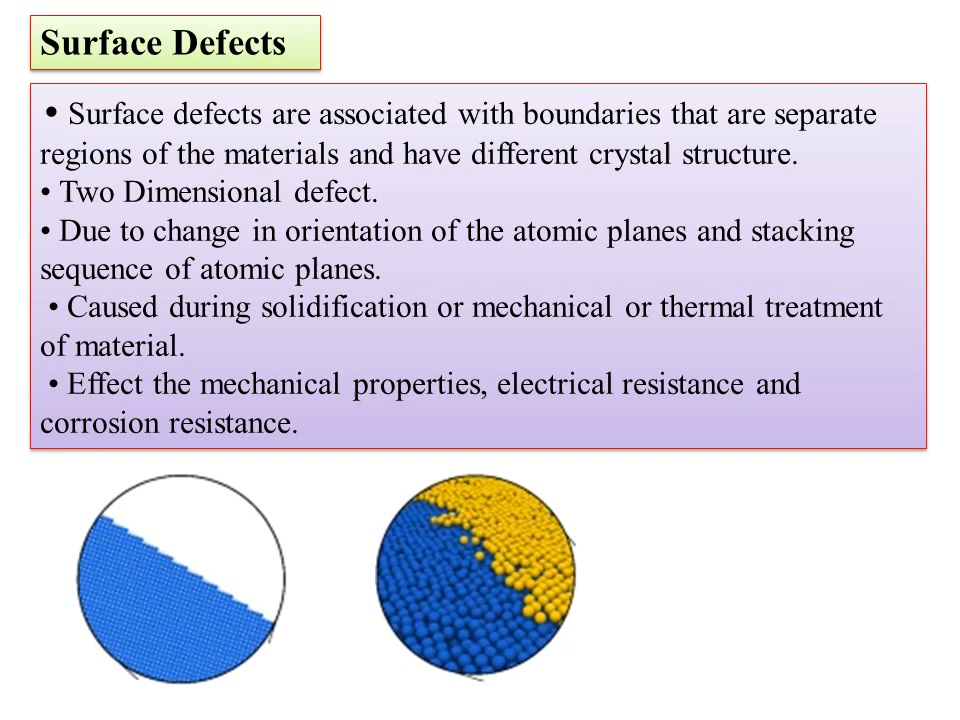 Surface Defects
• Surface defects are associated with boundaries that are separate
regions of the materials and have different crystal structure.
• Two Dimensional defect.
• Due to change in orientation of the atomic planes and stacking
sequence of atomic planes.
• Caused during solidification or mechanical or thermal treatment
of material.
• Effect the mechanical properties, electrical resistance and
corrosion resistance.